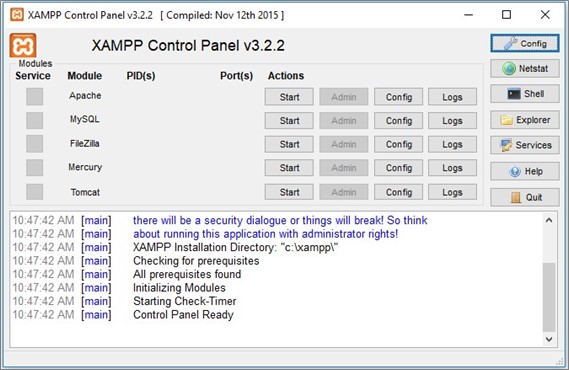 XAMPP Control Panel v3.2.2 [ Compiled: Nov 12th 2015 ]
XAMPP Control Panel v3.2.2
Config
Modules
Service Module PID(s) Port(s) Actions
Netstat
Apache Start Admin Config Logs
Shell
MySQL Start Admin Config Logs
Explorer
FileZilla Start Admin Config Logs
Services
Mercury Start Admin Config Logs
Help
Tomcat Start Admin Config Logs
Quit
10:47:42 AM [main] there will be a security dialogue or things will break! So think
10:47:42 AM [main] about running this application with administrator rights!
10:47:42 AM [main] XAMPP Installation Directory: "c:\xampp\"
10:47:42 AM [main] Checking for prerequisites
10:47:42 AM [main] All prerequisites found
10:47:42 AM [main] Initializing Modules
10:47:42 AM [main] Starting Check-Timer
10:47:42 AM [main] Control Panel Ready